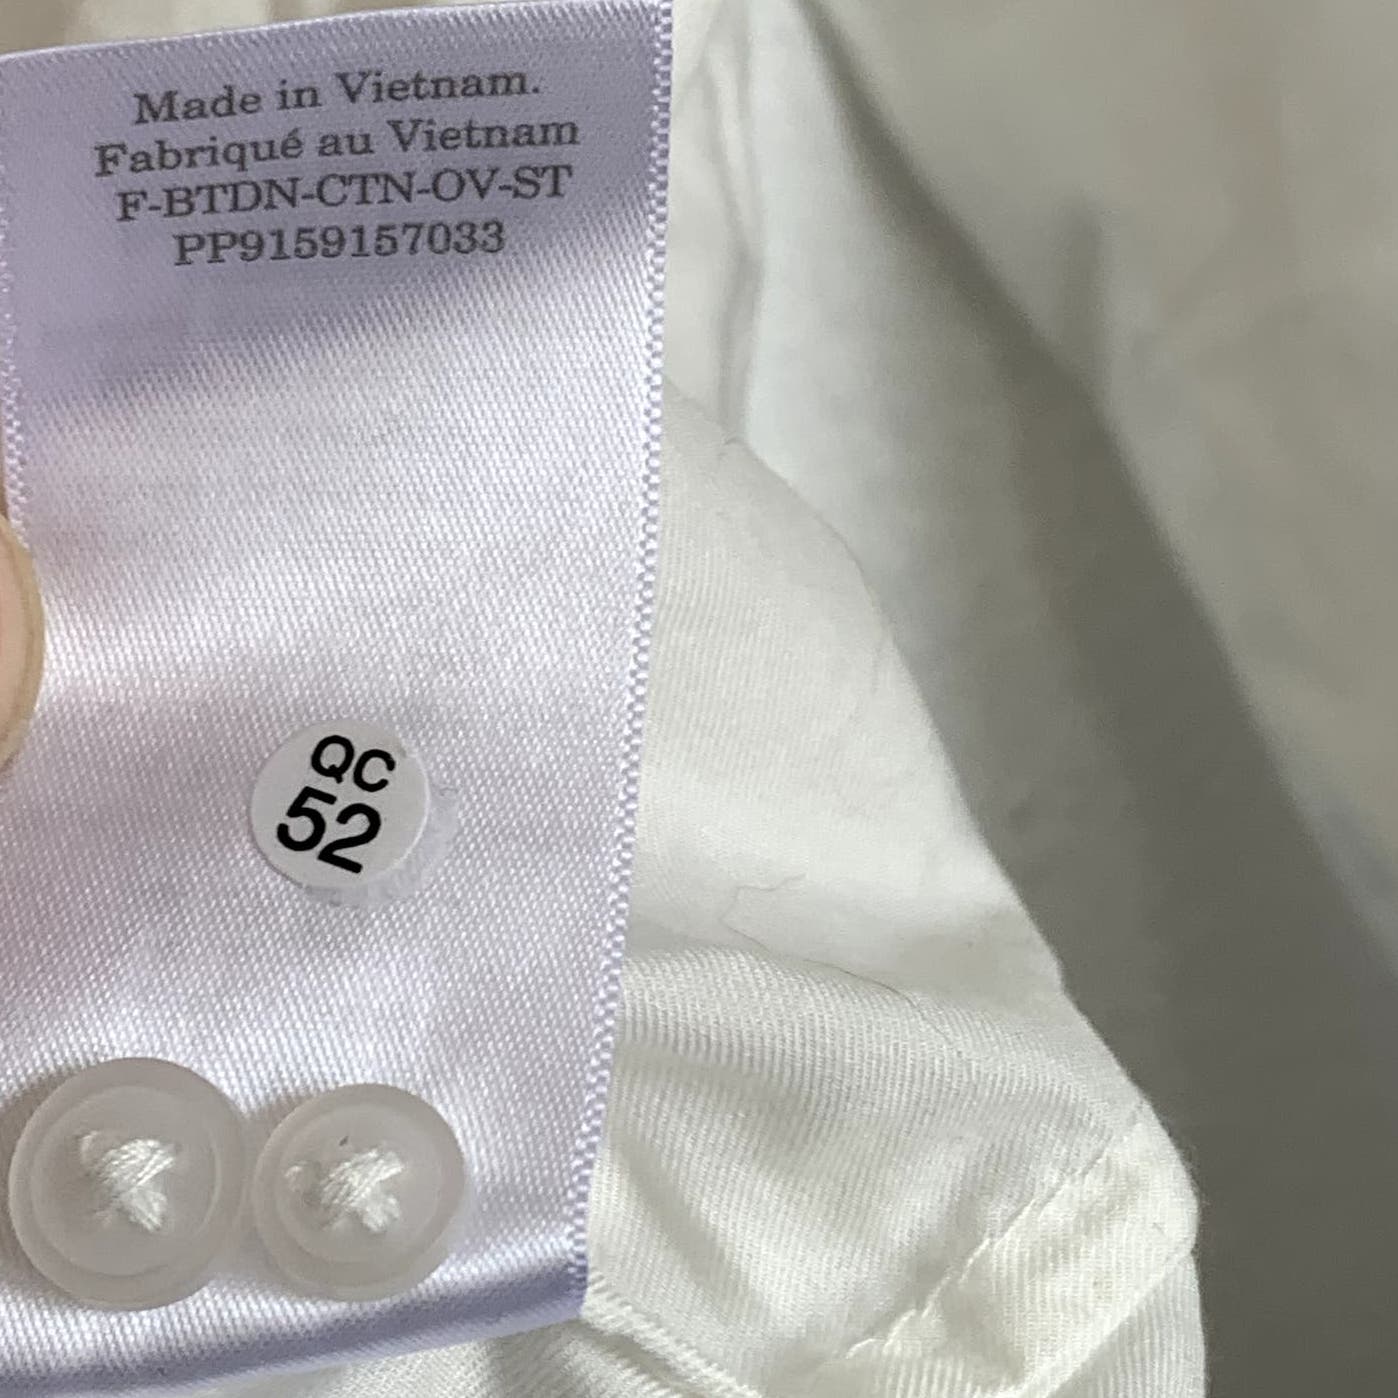 Made in Vietnam.
Fabriqué au Vietnam
F-BTDN-CTN-OV-ST
PP9159157033
QC
52